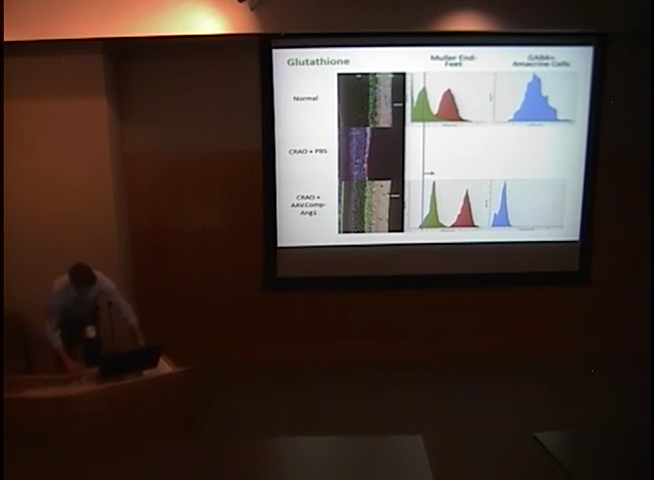 Glutathione
Muller End-
Feet
GABA+
Amacrine Cells
Normal
CRAO + PBS
CRAO +
AAV.Comp-
Ang1